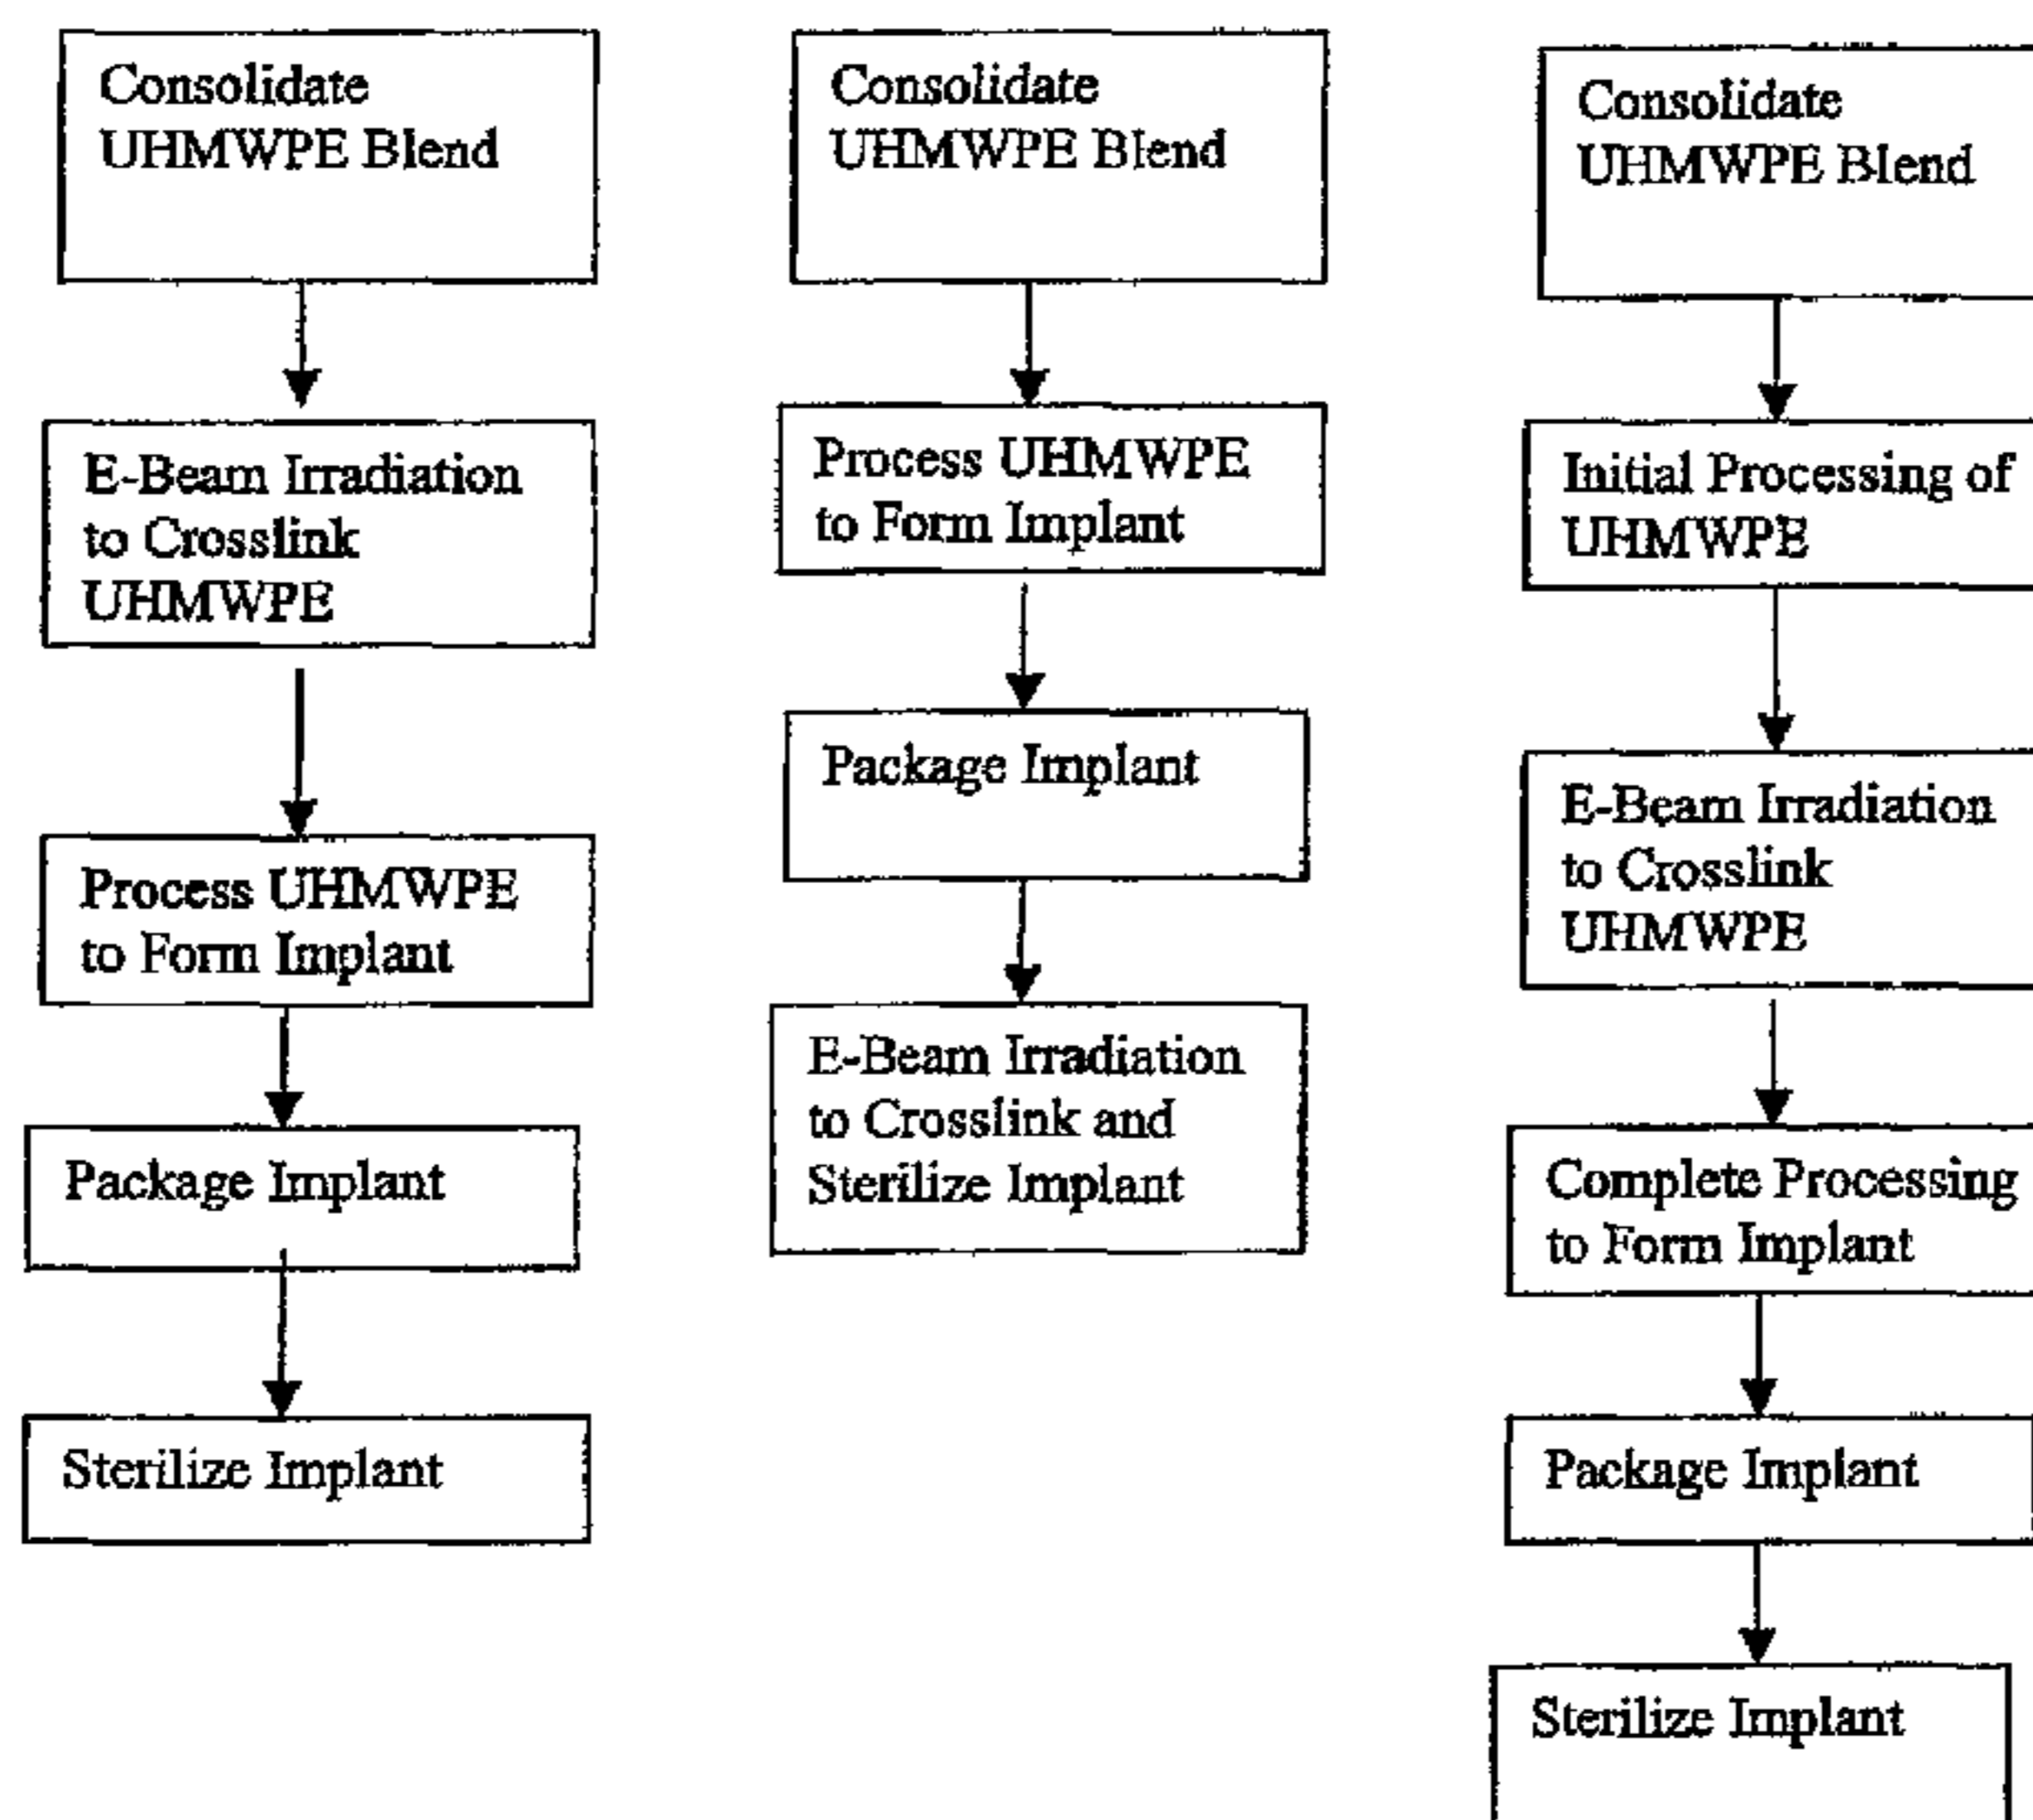 Consolidate
UHMWPE Blend
E-Beam Irradiation
to Crosslink
UHMWPE
Process UHMWPE
to Form Implant
Package Implant
Sterilize Implant
Consolidate
UHMWPE Blend
Process UHMWPE
to Form Implant
Package Implant
E-Beam Irradiation
to Crosslink and
Sterilize Implant
Consolidate
UHMWPE Blend
Initial Processing of
UHMWPE
E-Beam Irradiation
to Crosslink
UHMWPE
Complete Processing
to Form Implant
Package Implant
Sterilize Implant